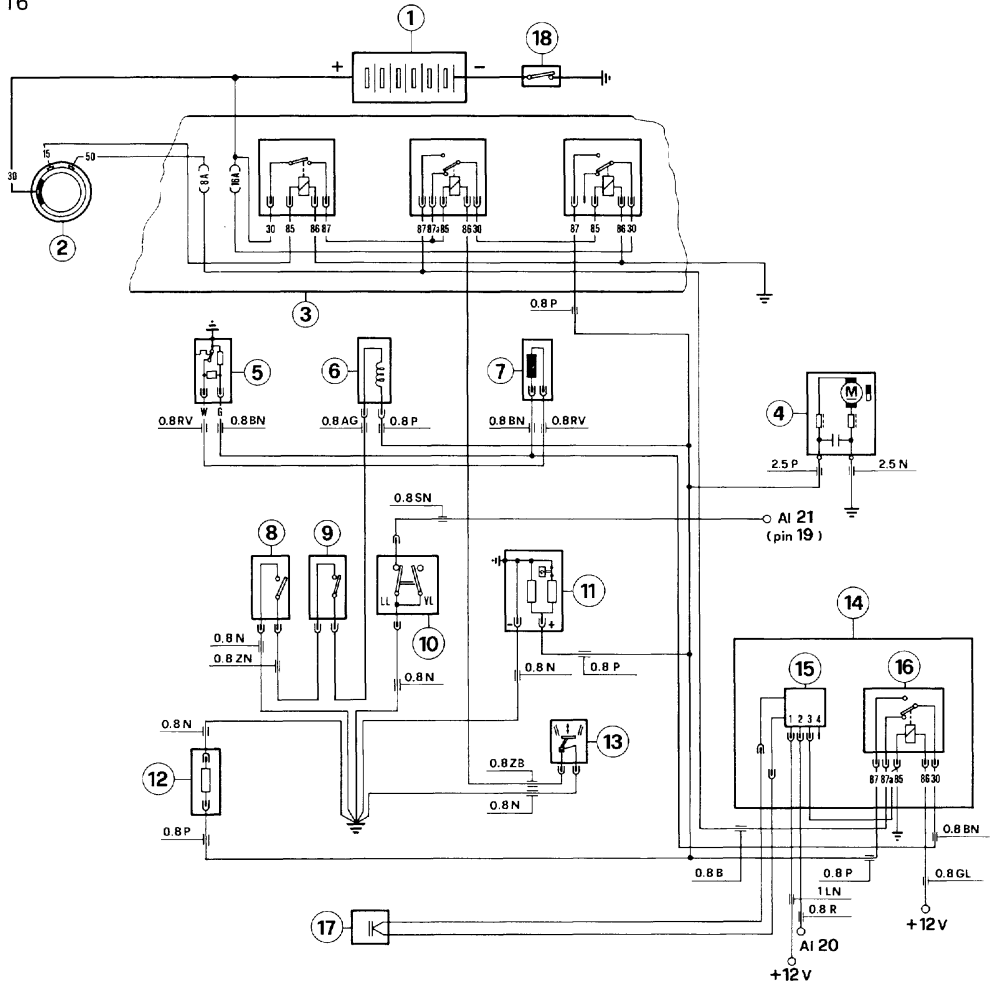 16
1
18
+
−
15
50
30
8A
16A
2
30 85 86 87
87 87a 85 86 30
87 85 86 30
3
0.8 P
5
6
7
4
M
W G
0.8 RV
0.8 BN
0.8 AG
0.8 P
0.8 BN
0.8 RV
2.5 P
2.5 N
0.8 SN
AI 21
(pin 19)
8
9
10
LL
VL
11
−
+
14
0.8 N
0.8 ZN
0.8 N
0.8 N
0.8 P
15
16
1 2 3 4
0.8 N
13
12
0.8 ZB
0.8 N
87 87a 85 86 30
0.8 P
0.8 BN
0.8 B
0.8 P
0.8 GL
1 LN
0.8 R
17
AI 20
+12V
+12V